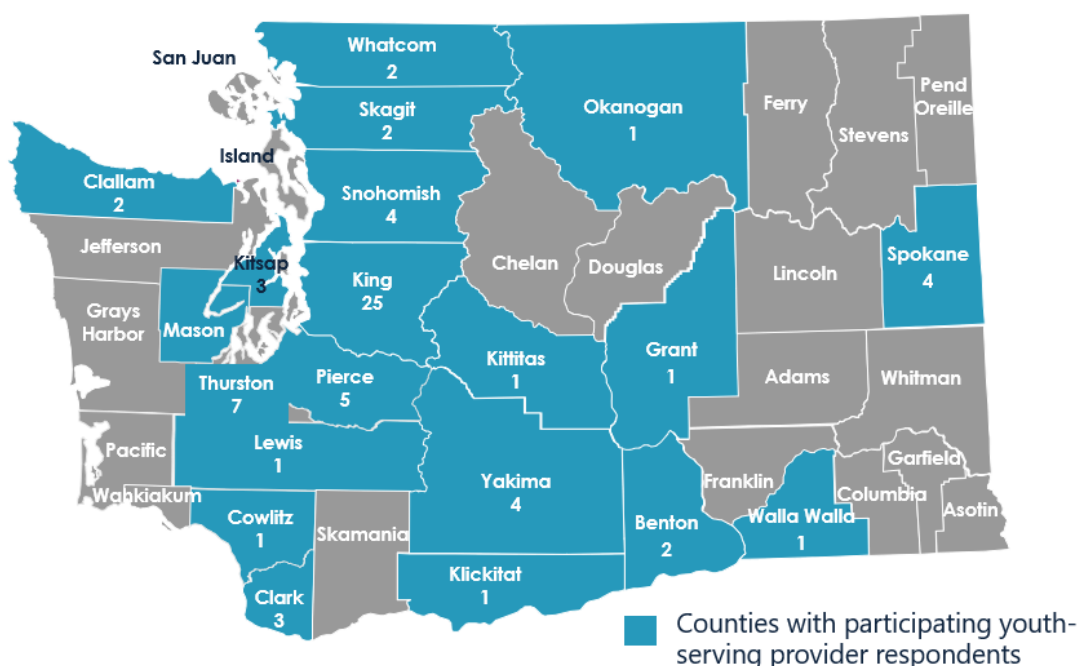 Whatcom
2
San Juan
Skagit
2
Okanogan
1
Ferry
Stevens
Pend
Oreille
Island
Clallam
2
Snohomish
4
Jefferson
Kitsap
3
King
25
Chelan
Douglas
Lincoln
Spokane
4
Grays
Harbor
Mason
Thurston
7
Pierce
5
Kittitas
1
Grant
1
Adams
Whitman
Pacific
Lewis
1
Yakima
4
Franklin
Garfield
Columbia
Asotin
Wahkiakum
Cowlitz
1
Skamania
Benton
2
Walla Walla
1
Clark
3
Klickitat
1
Counties with participating youth-
serving provider respondents